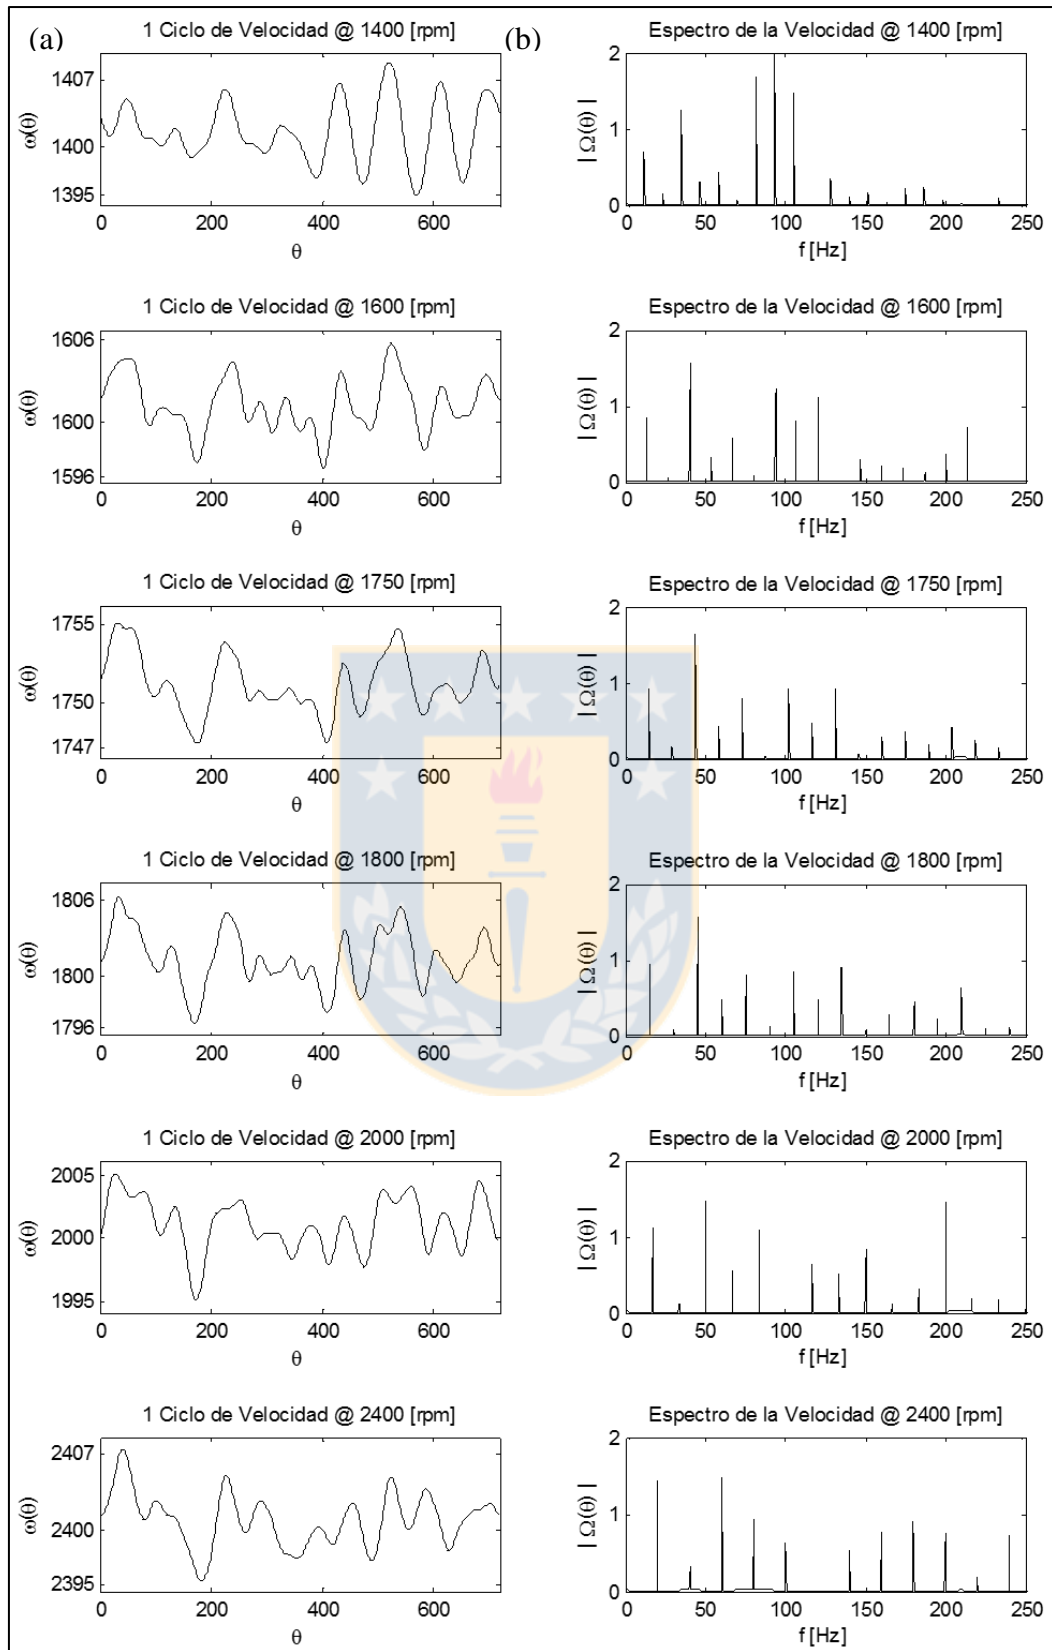 (a) 1 Ciclo de Velocidad @ 1400 [rpm] (b) Espectro de la Velocidad @ 1400 [rpm]
ω(θ)
1407
1400
1395
0 200 400 600
θ
|Ω(θ)|
2
1
0
0 50 100 150 200 250
f [Hz]
1 Ciclo de Velocidad @ 1600 [rpm] Espectro de la Velocidad @ 1600 [rpm]
ω(θ)
1606
1600
1596
0 200 400 600
θ
|Ω(θ)|
2
1
0
0 50 100 150 200 250
f [Hz]
1 Ciclo de Velocidad @ 1750 [rpm] Espectro de la Velocidad @ 1750 [rpm]
ω(θ)
1755
1750
1747
0 200 400 600
θ
|Ω(θ)|
2
1
0
0 50 100 150 200 250
f [Hz]
1 Ciclo de Velocidad @ 1800 [rpm] Espectro de la Velocidad @ 1800 [rpm]
ω(θ)
1806
1800
1796
0 200 400 600
θ
|Ω(θ)|
2
1
0
0 50 100 150 200 250
f [Hz]
1 Ciclo de Velocidad @ 2000 [rpm] Espectro de la Velocidad @ 2000 [rpm]
ω(θ)
2005
2000
1995
0 200 400 600
θ
|Ω(θ)|
2
1
0
0 50 100 150 200 250
f [Hz]
1 Ciclo de Velocidad @ 2400 [rpm] Espectro de la Velocidad @ 2400 [rpm]
ω(θ)
2407
2400
2395
0 200 400 600
θ
|Ω(θ)|
2
1
0
0 50 100 150 200 250
f [Hz]